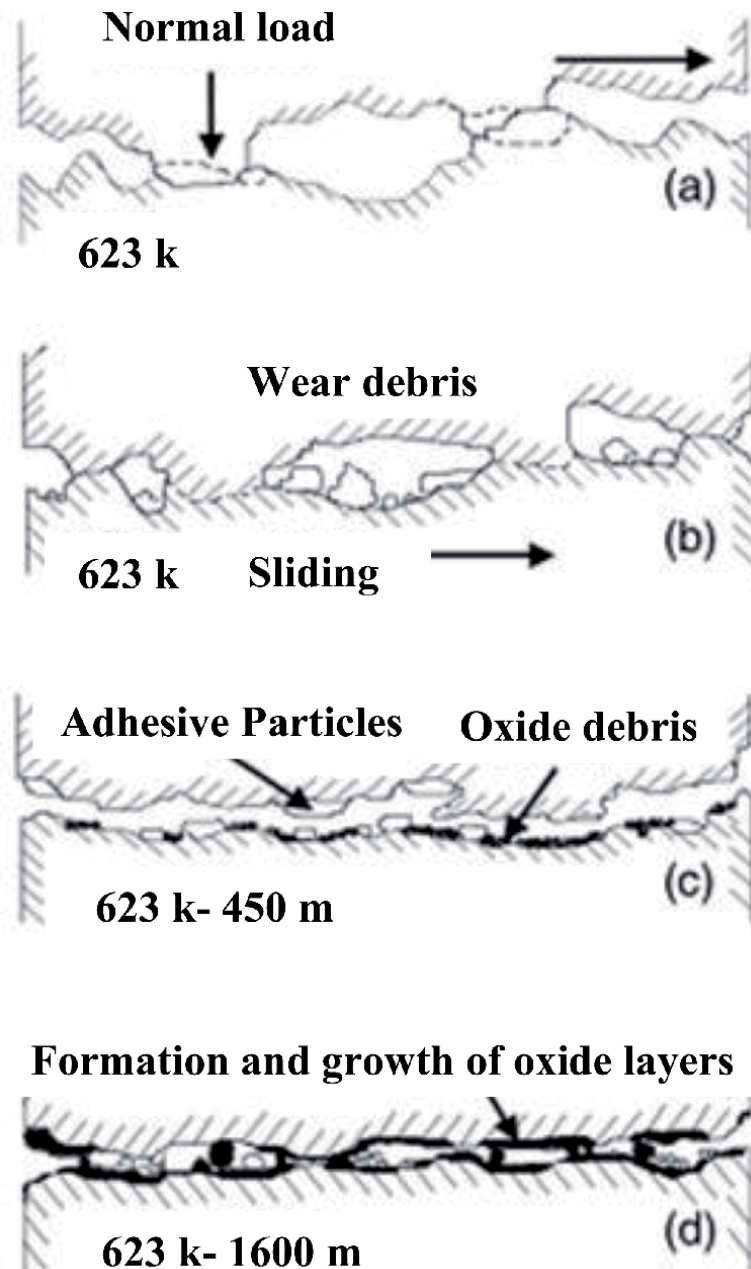 Normal load
(a)
623 k
Wear debris
(b)
623 k Sliding
Adhesive Particles Oxide debris
(c)
623 k- 450 m
Formation and growth of oxide layers
(d)
623 k- 1600 m